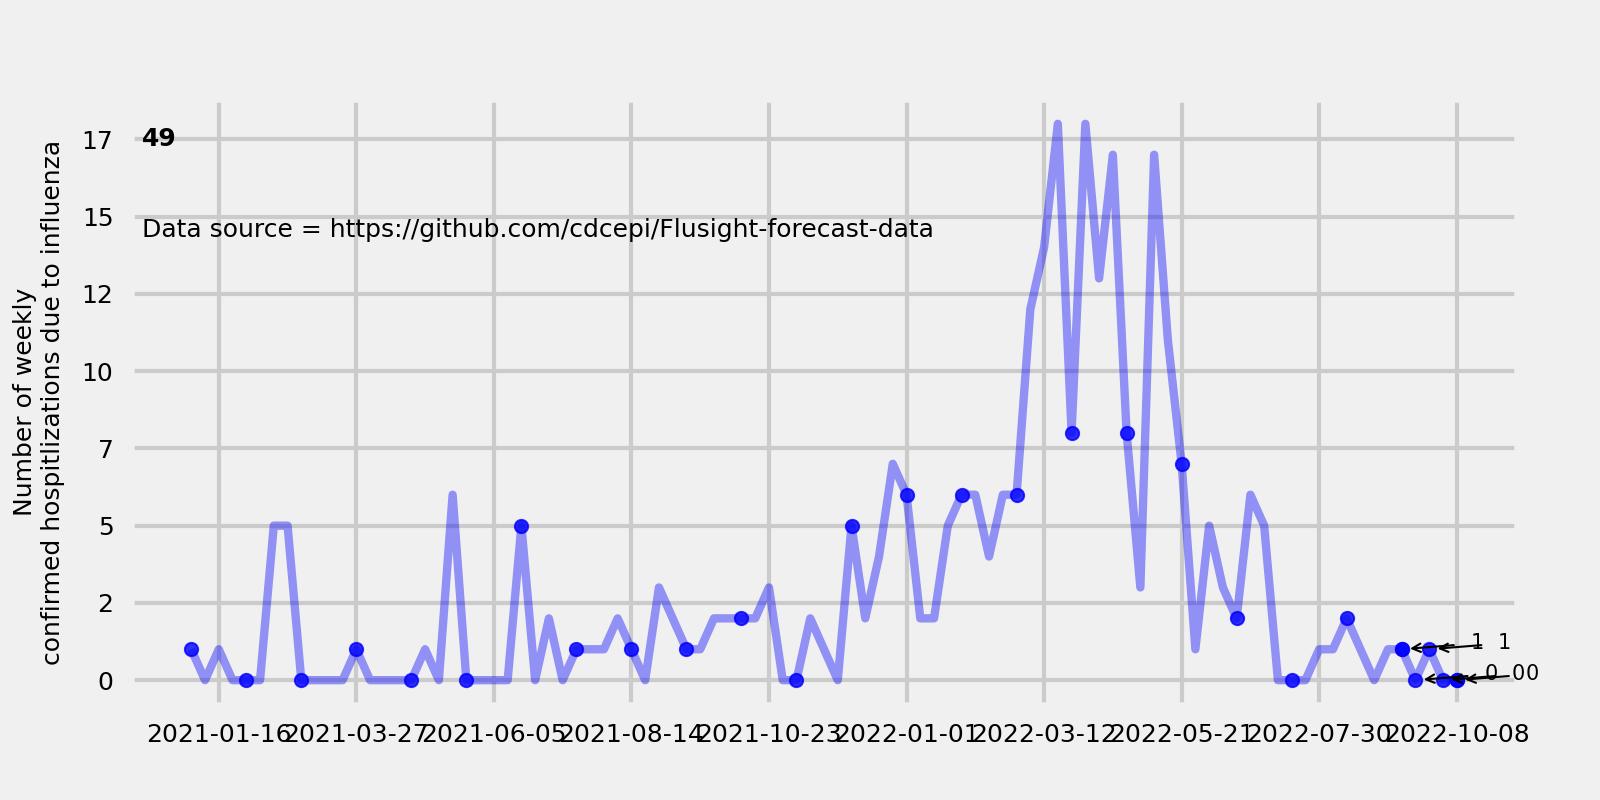 49
Data source = https://github.com/cdcepi/Flusight-forecast-data
Number of weekly
confirmed hospitlizations due to influenza
17
15
12
10
7
5
2
0
1 1
0 00
2021-01-16 2021-03-27 2021-06-05 2021-08-14 2021-10-23 2022-01-01 2022-03-12 2022-05-21 2022-07-30 2022-10-08